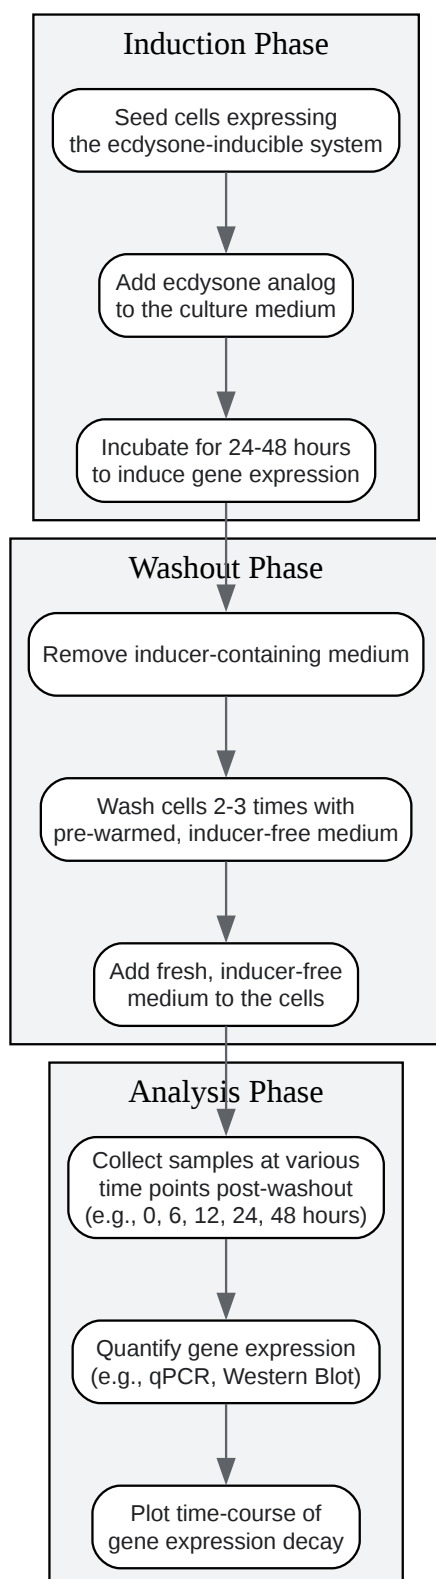 Induction Phase
Seed cells expressing
the ecdysone-inducible system
Add ecdysone analog
to the culture medium
Incubate for 24-48 hours
to induce gene expression
Washout Phase
Remove inducer-containing medium
Wash cells 2-3 times with
pre-warmed, inducer-free medium
Add fresh, inducer-free
medium to the cells
Analysis Phase
Collect samples at various
time points post-washout
(e.g., 0, 6, 12, 24, 48 hours)
Quantify gene expression
(e.g., qPCR, Western Blot)
Plot time-course of
gene expression decay